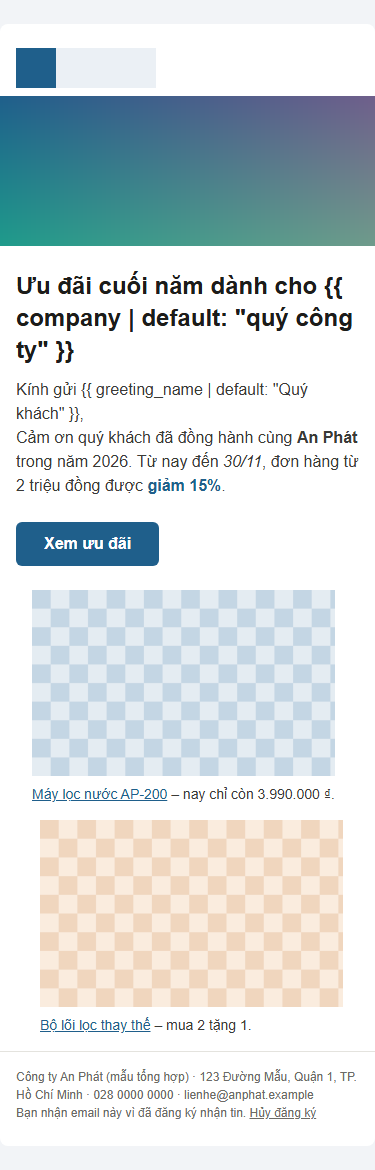 Ưu đãi cuối năm dành cho {{
company | default: "quý công
ty" }}
Kính gửi {{ greeting_name | default: "Quý
khách" }},
Cảm ơn quý khách đã đồng hành cùng An Phát
trong năm 2026. Từ nay đến 30/11, đơn hàng từ
2 triệu đồng được giảm 15%.
Xem ưu đãi
Máy lọc nước AP-200 – nay chỉ còn 3.990.000 ₫.
Bộ lõi lọc thay thế – mua 2 tặng 1.
Công ty An Phát (mẫu tổng hợp) · 123 Đường Mẫu, Quận 1, TP.
Hồ Chí Minh · 028 0000 0000 · lienhe@anphat.example
Bạn nhận email này vì đã đăng ký nhận tin. Hủy đăng ký